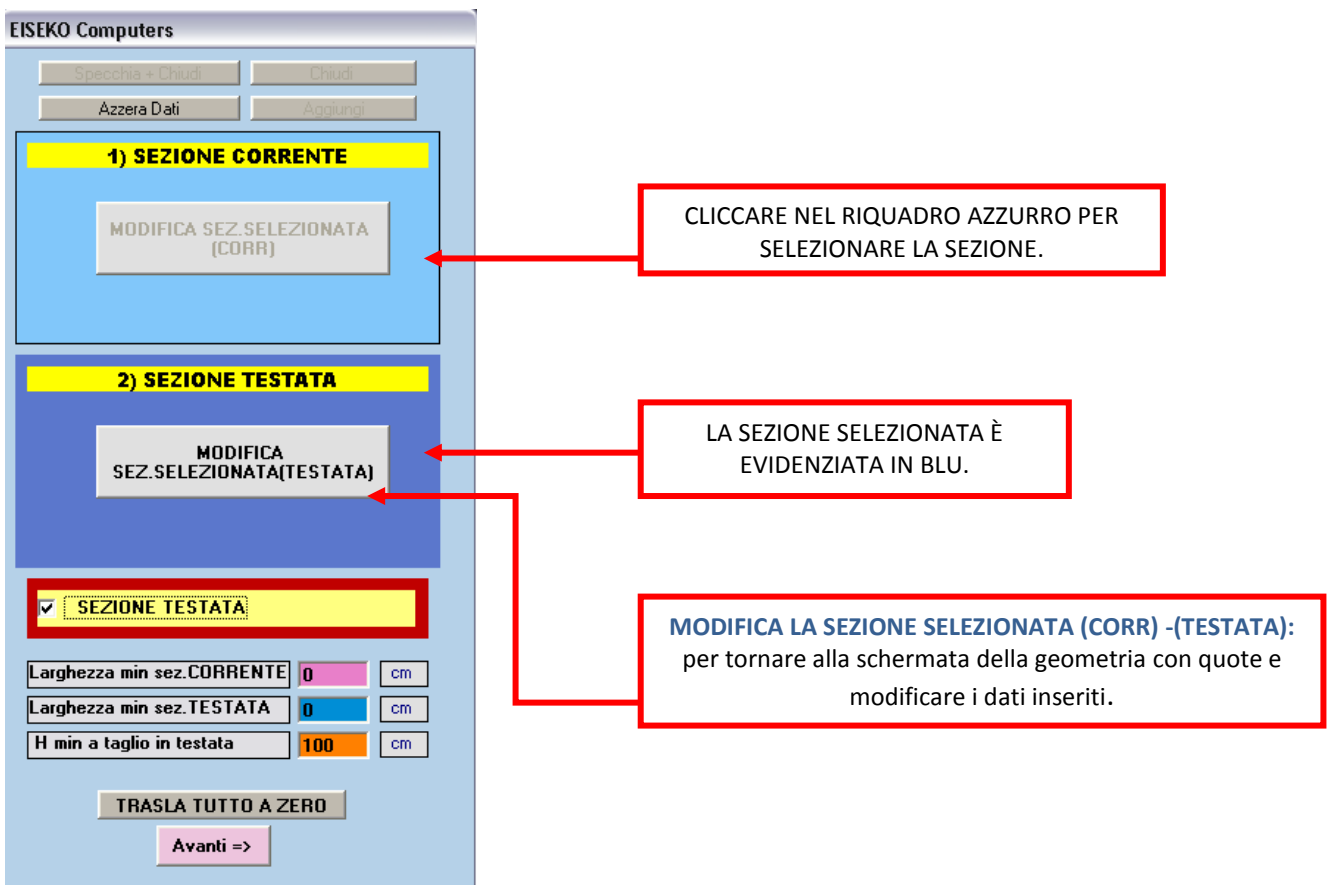 EISEKO Computers
Specchia + Chiudi
Chiudi
Azzera Dati
Aggiungi
1) SEZIONE CORRENTE
MODIFICA SEZ.SELEZIONATA
(CORR)
CLICCARE NEL RIQUADRO AZZURRO PER
SELEZIONARE LA SEZIONE.
2) SEZIONE TESTATA
MODIFICA
SEZ.SELEZIONATA(TESTATA)
LA SEZIONE SELEZIONATA È
EVIDENZIATA IN BLU.
SEZIONE TESTATA
MODIFICA LA SEZIONE SELEZIONATA (CORR) -(TESTATA):
per tornare alla schermata della geometria con quote e
modificare i dati inseriti.
Larghezza min sez.CORRENTE 0 cm
Larghezza min sez.TESTATA 0 cm
H min a taglio in testata 100 cm
TRASLA TUTTO A ZERO
Avanti =>